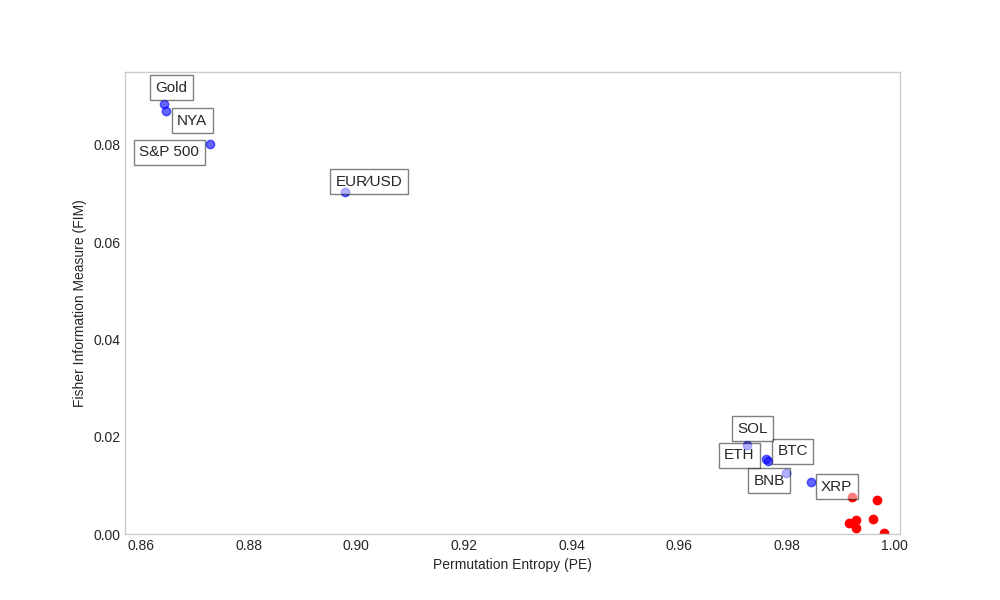 Gold
NYA
S&P 500
EUR/USD
SOL
BTC
ETH
BNB
XRP
0.08
0.06
0.04
0.02
0.00
0.86
0.88
0.90
0.92
0.94
0.96
0.98
1.00
Fisher Information Measure (FIM)
Permutation Entropy (PE)